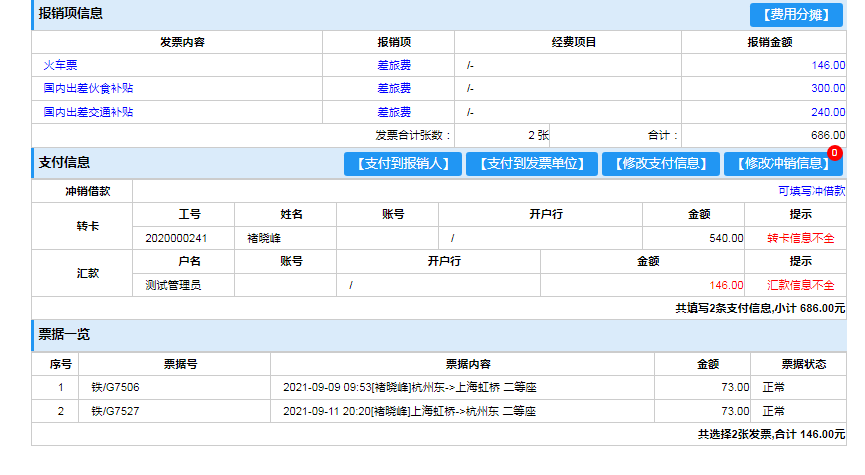 报销项信息 【费用分摊】
发票内容 报销项 经费项目 报销金额
火车票 差旅费 /- 146.00
国内出差伙食补贴 差旅费 /- 300.00
国内出差交通补贴 差旅费 /- 240.00
发票合计张数： 2 张 合计： 686.00
支付信息 【支付到报销人】 【支付到发票单位】 【修改支付信息】 【修改冲销信息】 0
冲销借款 可填写冲借款
转卡 工号 姓名 账号 开户行 金额 提示
2020000241 褚晓峰 / 540.00 转卡信息不全
汇款 户名 账号 开户行 金额 提示
测试管理员 / 146.00 汇款信息不全
共填写2条支付信息,小计 686.00元
票据一览
序号 票据号 票据内容 金额 票据状态
1 铁/G7506 2021-09-09 09:53[褚晓峰]杭州东->上海虹桥 二等座 73.00 正常
2 铁/G7527 2021-09-11 20:20[褚晓峰]上海虹桥->杭州东 二等座 73.00 正常
共选择2张发票,合计 146.00元